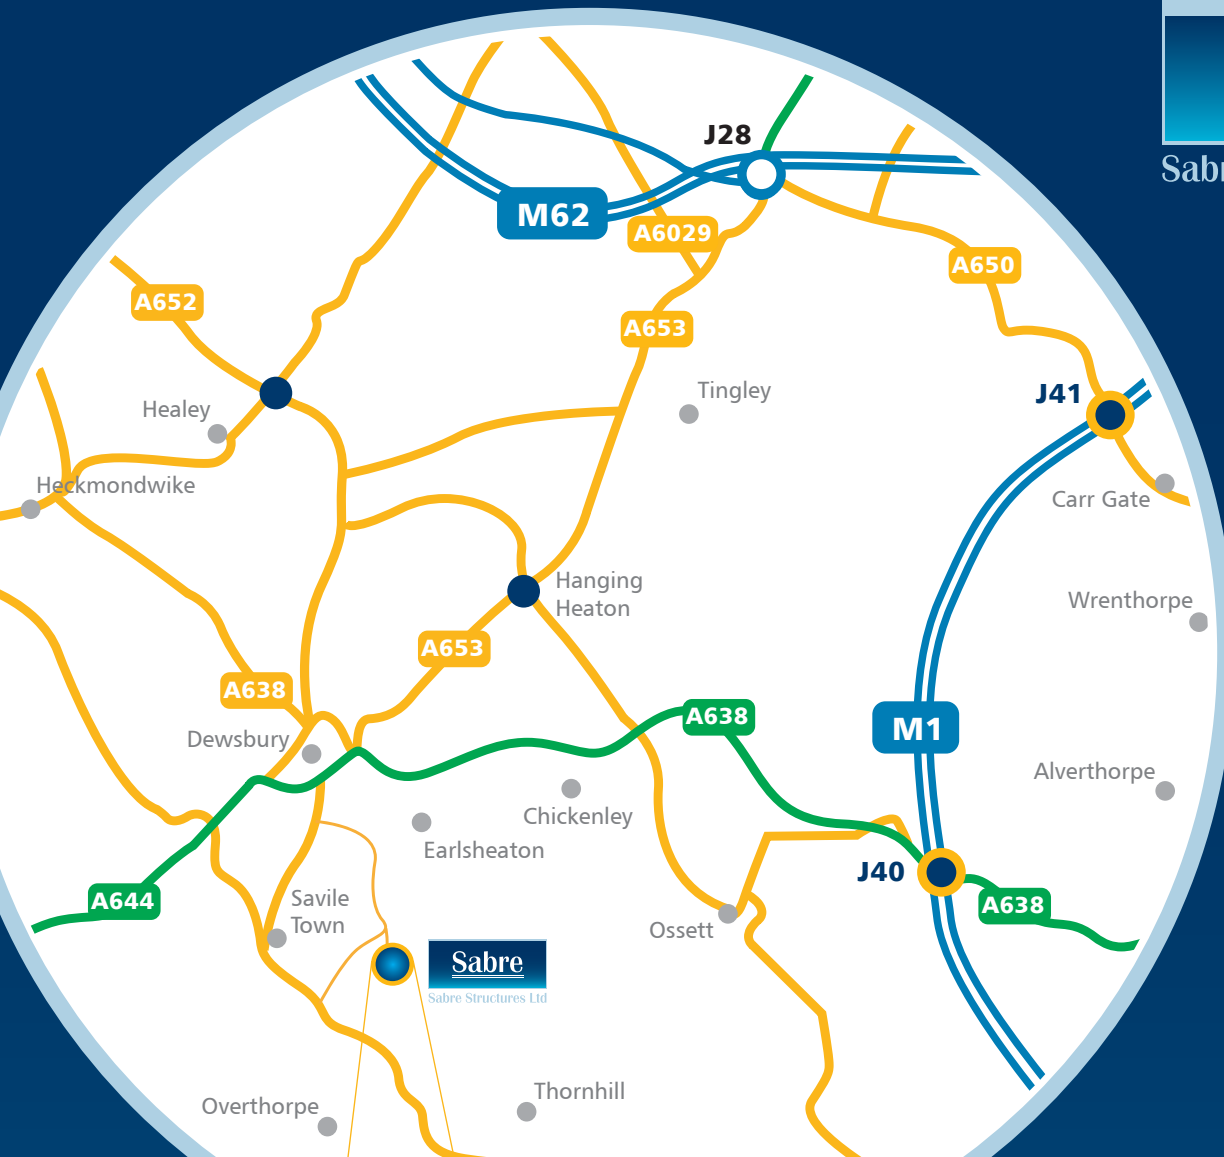 J28
Sabr
M62
A6029
A650
A652
A653
J41
Tingley
Healey
Heckmondwike
Carr Gate
Hanging
Heaton
Wrenthorpe
A653
A638
A638
M1
Dewsbury
Alverthorpe
Chickenley
Earlsheaton
J40
A644
Savile
Town
A638
Ossett
Sabre
Sabre Structures Ltd
Thornhill
Overthorpe